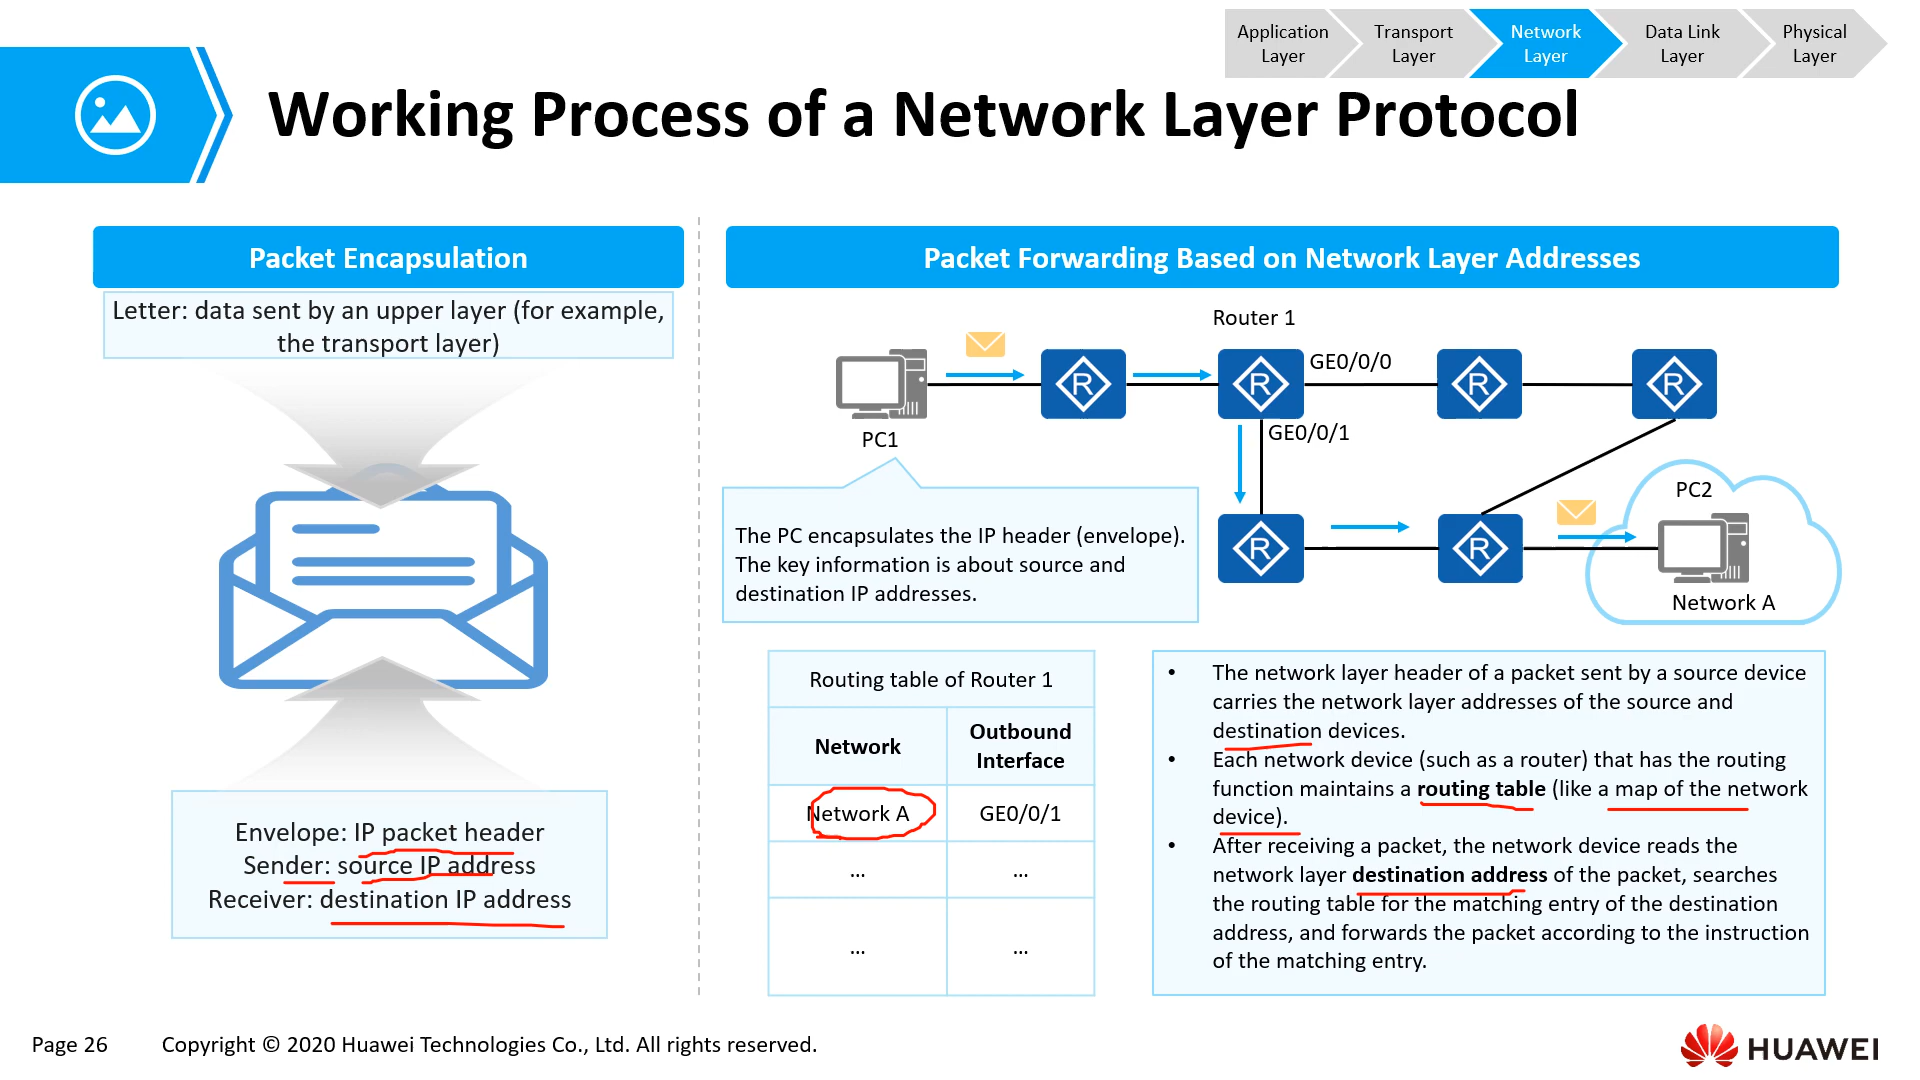 Application
Layer
Transport
Layer
Network
Layer
Data Link
Layer
Physical
Layer
Working Process of a Network Layer Protocol
Packet Encapsulation
Letter: data sent by an upper layer (for example,
the transport layer)
Envelope: IP packet header
Sender: source IP address
Receiver: destination IP address
Packet Forwarding Based on Network Layer Addresses
Router 1
R
R
GE0/0/0
R
R
PC1
GE0/0/1
The PC encapsulates the IP header (envelope).
The key information is about source and
destination IP addresses.
R
R
PC2
Network A
Routing table of Router 1
Network
Outbound
Interface
Network A
GE0/0/1
...
...
...
...
• The network layer header of a packet sent by a source device
carries the network layer addresses of the source and
destination devices.
• Each network device (such as a router) that has the routing
function maintains a routing table (like a map of the network
device).
• After receiving a packet, the network device reads the
network layer destination address of the packet, searches
the routing table for the matching entry of the destination
address, and forwards the packet according to the instruction
of the matching entry.
Page 26
Copyright © 2020 Huawei Technologies Co., Ltd. All rights reserved.
HUAWEI